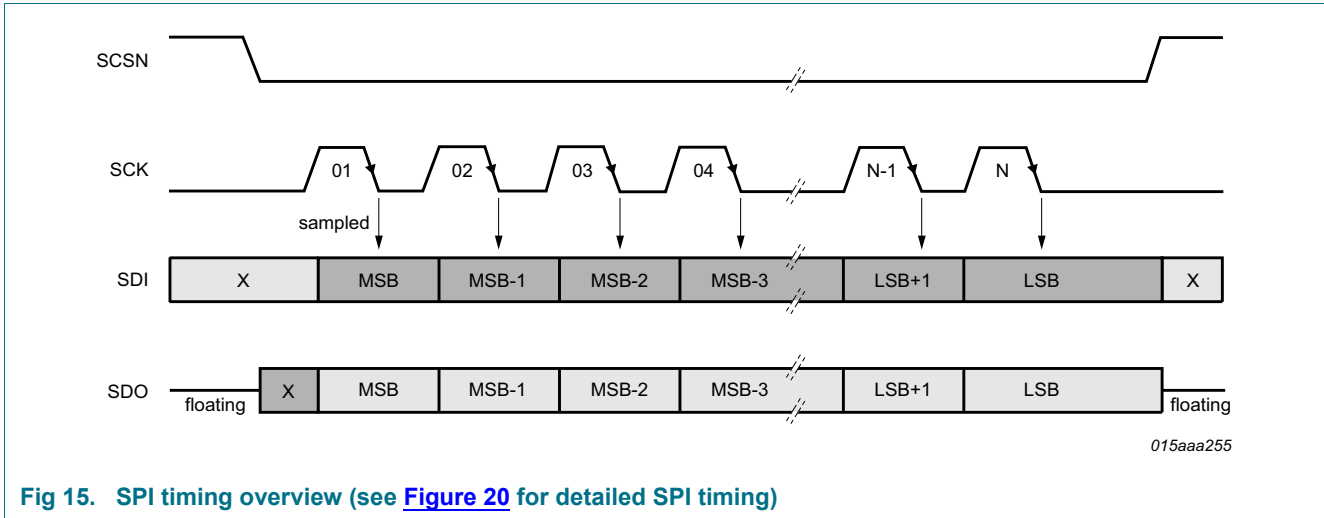 SCSN
SCK
01 02 03 04 N-1 N
sampled
SDI
X MSB MSB-1 MSB-2 MSB-3 LSB+1 LSB X
SDO
floating
X MSB MSB-1 MSB-2 MSB-3 LSB+1 LSB
floating
015aaa255
Fig 15. SPI timing overview (see Figure 20 for detailed SPI timing)